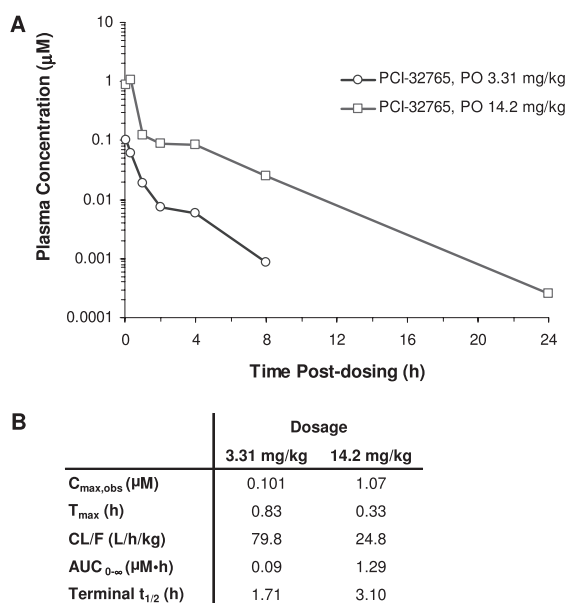 A
Plasma Concentration (µM)
10
1
0.1
0.01
0.001
0.0001
PCI-32765, PO 3.31 mg/kg
PCI-32765, PO 14.2 mg/kg
0 4 8 12 16 20 24
Time Post-dosing (h)
B
Dosage
3.31 mg/kg 14.2 mg/kg
Cmax,obs (µM) 0.101 1.07
Tmax (h) 0.83 0.33
CL/F (L/h/kg) 79.8 24.8
AUC 0-∞ (µM•h) 0.09 1.29
Terminal t1/2 (h) 1.71 3.10